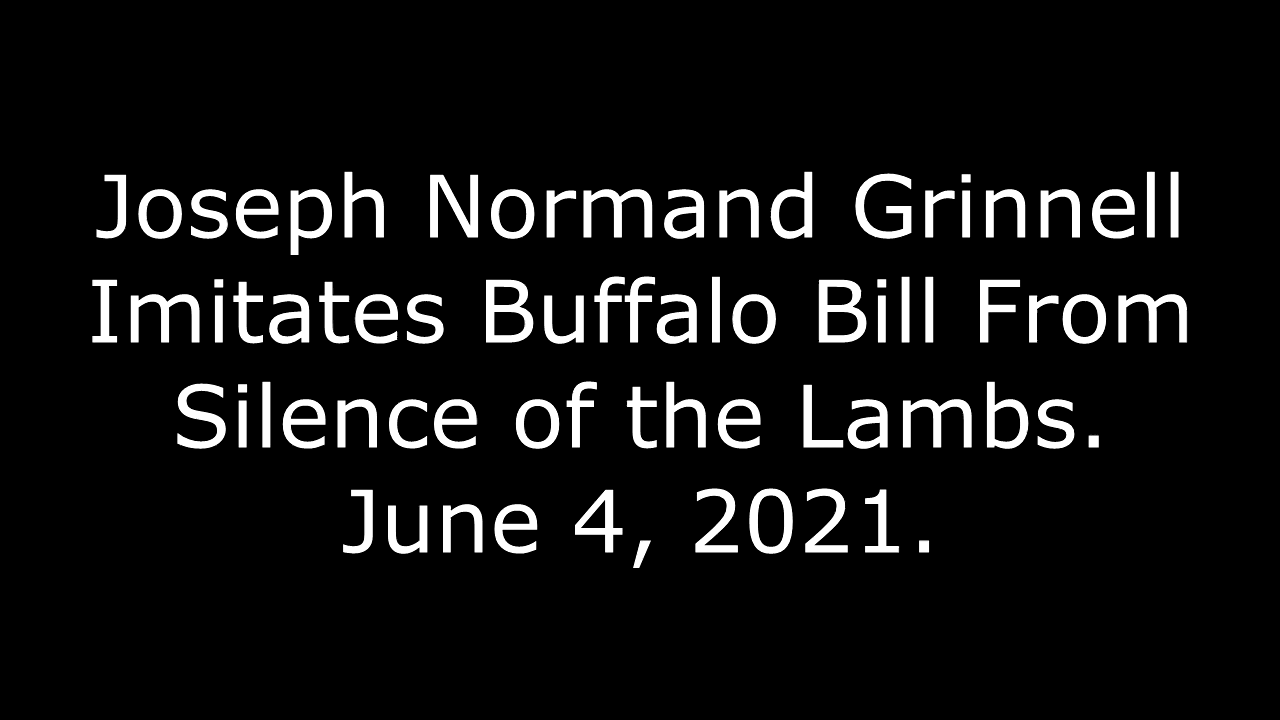 Joseph Normand Grinnell
Imitates Buffalo Bill From
Silence of the Lambs.
June 4, 2021.